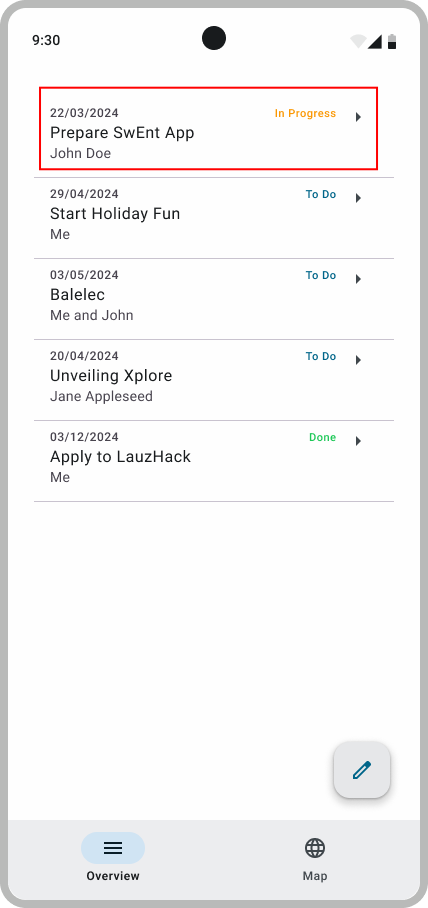 9:30
22/03/2024 In Progress
Prepare SwEnt App
John Doe
29/04/2024 To Do
Start Holiday Fun
Me
03/05/2024 To Do
Balelec
Me and John
20/04/2024 To Do
Unveiling Xplore
Jane Appleseed
03/12/2024 Done
Apply to LauzHack
Me
Overview Map